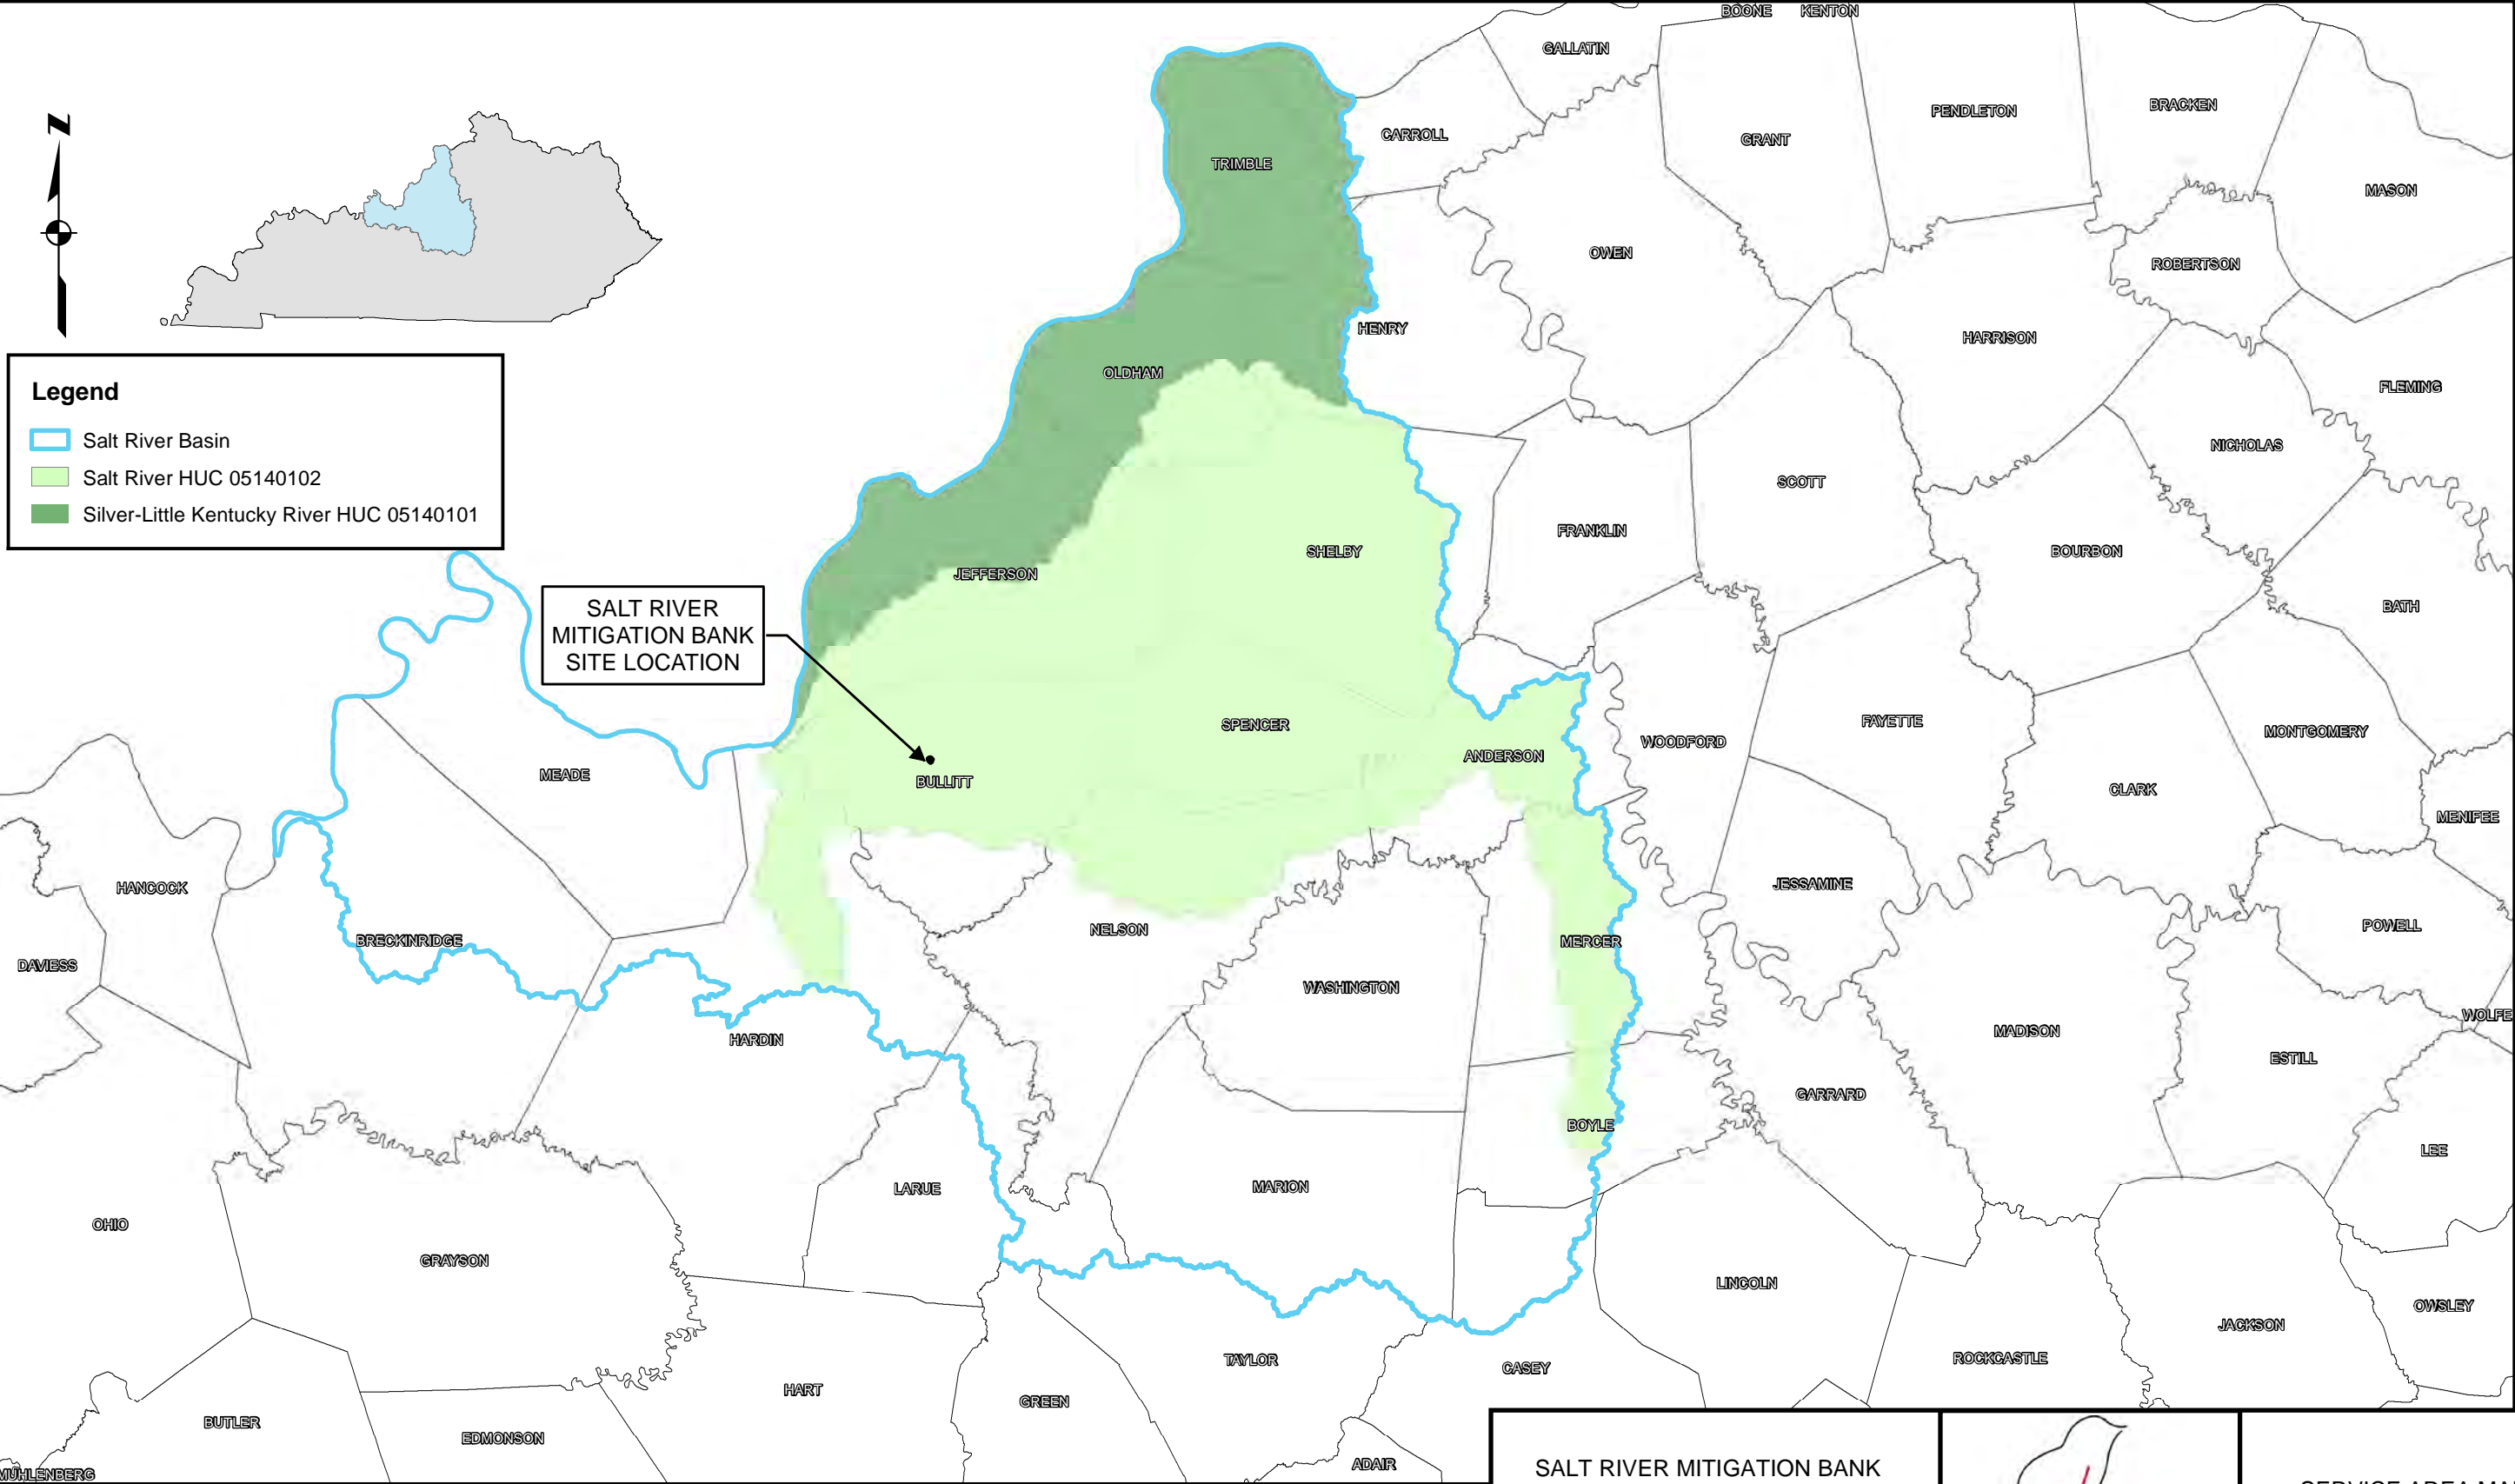 BOONE
KENTON
GALLATIN
CARROLL
GRANT
PENDLETON
BRACKEN
MASON
TRIMBLE
OWEN
ROBERTSON
HENRY
HARRISON
FLEMING
OLDHAM
NICHOLAS
N
Legend
Salt River Basin
Salt River HUC 05140102
Silver-Little Kentucky River HUC 05140101
SCOTT
FRANKLIN
SHELBY
BOURBON
JEFFERSON
BATH
SALT RIVER
MITIGATION BANK
SITE LOCATION
SPENCER
FAYETTE
WOODFORD
MONTGOMERY
ANDERSON
MEADE
BULLITT
CLARK
MENIFEE
HANCOCK
JESSAMINE
NELSON
POWELL
BRECKINRIDGE
MERCER
DAVIESS
WASHINGTON
WOLFE
HARDIN
MADISON
ESTILL
GARRARD
BOYLE
LEE
LARUE
MARION
OHIO
GRAYSON
LINCOLN
OWSLEY
JACKSON
TAYLOR
CASEY
ROCKCASTLE
HART
GREEN
BUTLER
EDMONSON
ADAIR
MUHLENBERG
SALT RIVER MITIGATION BANK